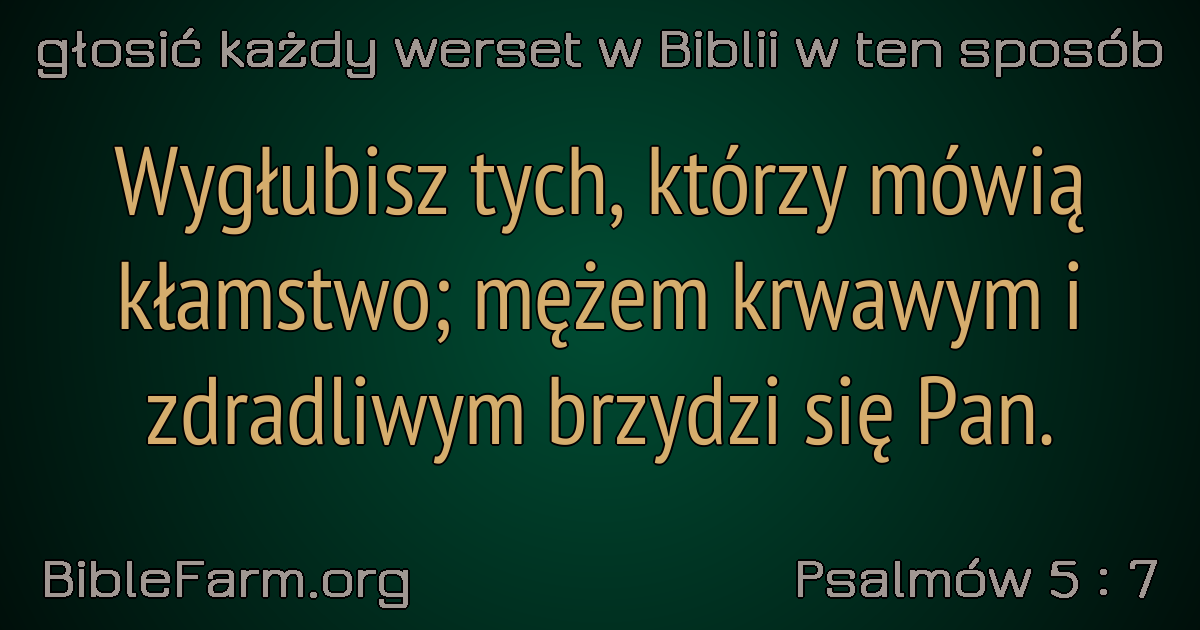 głosić każdy werset w Biblii w ten sposób
Wygłubisz tych, którzy mówią
kłamstwo; mężem krwawym i
zdradliwym brzydzi się Pan.
BibleFarm.org
Psalmów 5 : 7